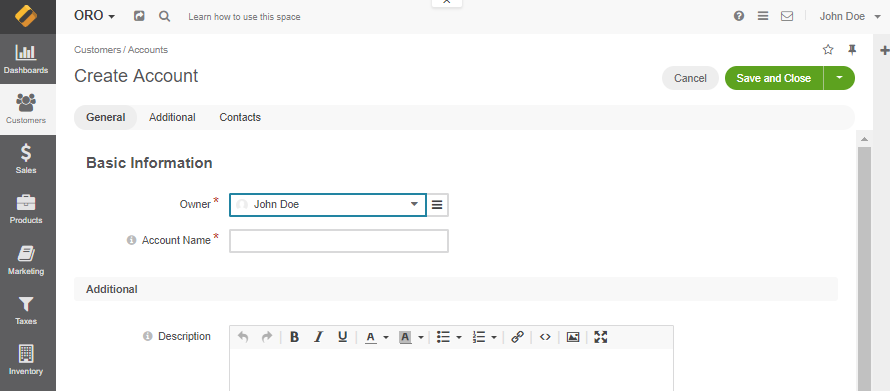 ORO
Learn how to use this space
John Doe
Dashboards
Customers
Sales
Products
Marketing
Taxes
Inventory
Customers / Accounts
Create Account
Cancel
Save and Close
General Additional Contacts
Basic Information
Owner * John Doe
Account Name *
Additional
Description
B I U A A